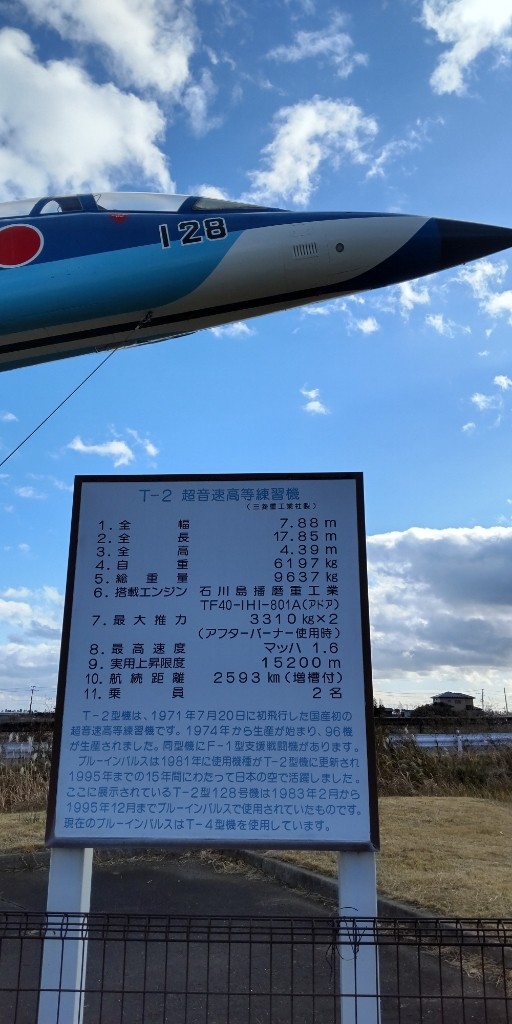 128
T-2 超音速高等練習機
(三菱重工業社製)
1.全 幅 7.88 m
2.全 長 17.85 m
3.全 高 4.39 m
4.自 重 6197 kg
5.総 重 量 9637 kg
6.搭載エンジン 石川島播磨重工業
TF40-IHI-801A(アドア)
7.最大推力 3310 kg×2
(アフターバーナー使用時)
8.最高速度 マッハ 1.6
9.実用上昇限度 15200 m
10.航続距離 2593 km(増槽付)
11.乗 員 2 名
T-2型機は、1971年7月20日に初飛行した国産初の
超音速高等練習機です。1974年から生産が始まり、96機
が生産されました。同型機にF-1型支援戦闘機があります。
ブルーインパルスは1981年に使用機種がT-2型機に更新され
1995年までの15年間にわたって日本の空で活躍しました。
ここに展示されているT-2型128号機は1983年2月から
1995年12月までブルーインパルスで使用されていたものです。
現在のブルーインパルスはT-4型機を使用しています。